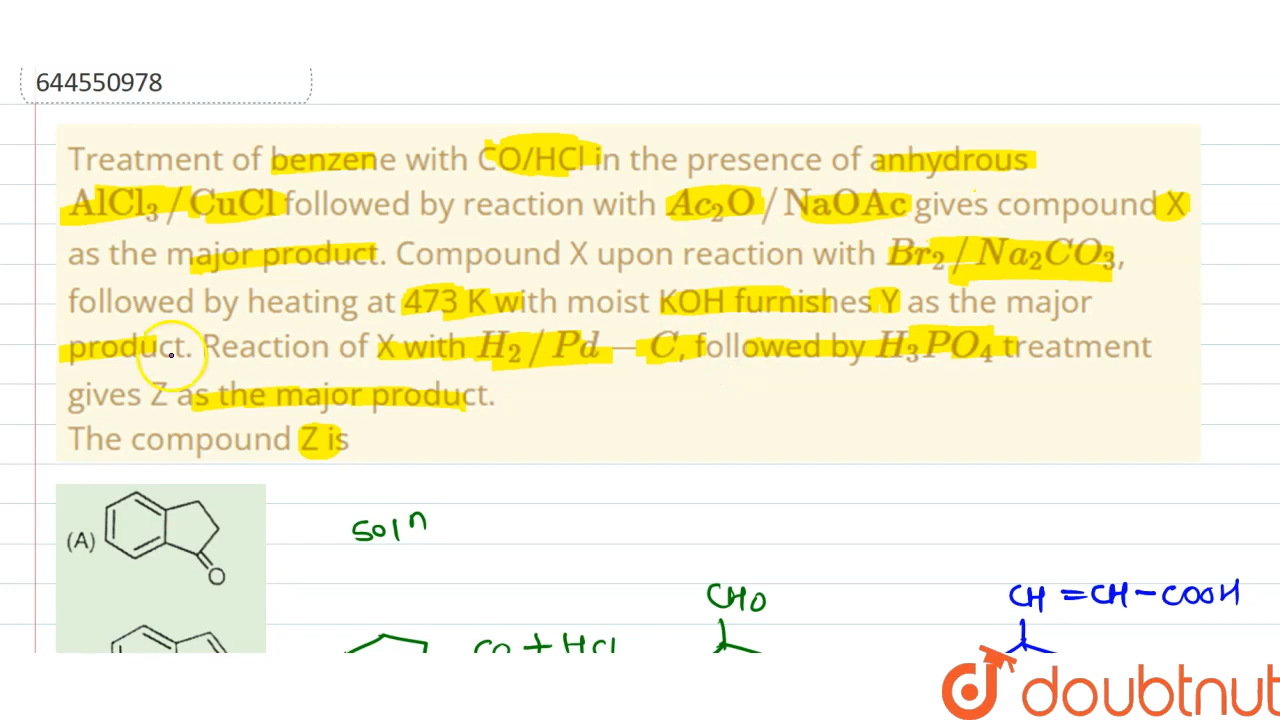 644550978
Treatment of benzene with CO/HCl in the presence of anhydrous
AlCl₃/CuCl followed by reaction with Ac₂O/NaOAc gives compound X
as the major product. Compound X upon reaction with Br₂/Na₂CO₃,
followed by heating at 473 K with moist KOH furnishes Y as the major
product. Reaction of X with H₂/Pd – C, followed by H₃PO₄ treatment
gives Z as the major product.
The compound Z is
(A)
O
Solⁿ
CHO
CH=CH–COOH
CO + HCl
doubtnut